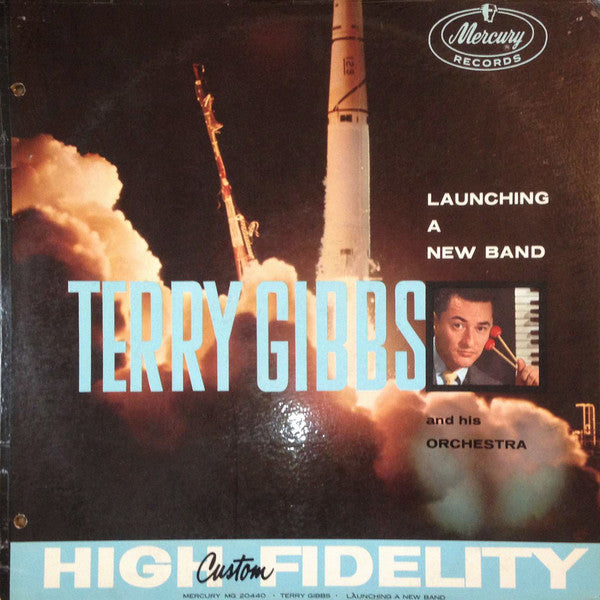 Mercury
RECORDS
123
LAUNCHING
A
NEW BAND
TERRY GIBBS
and his
ORCHESTRA
HIGH Custom FIDELITY
MERCURY MG 20440 · TERRY GIBBS · LAUNCHING A NEW BAND